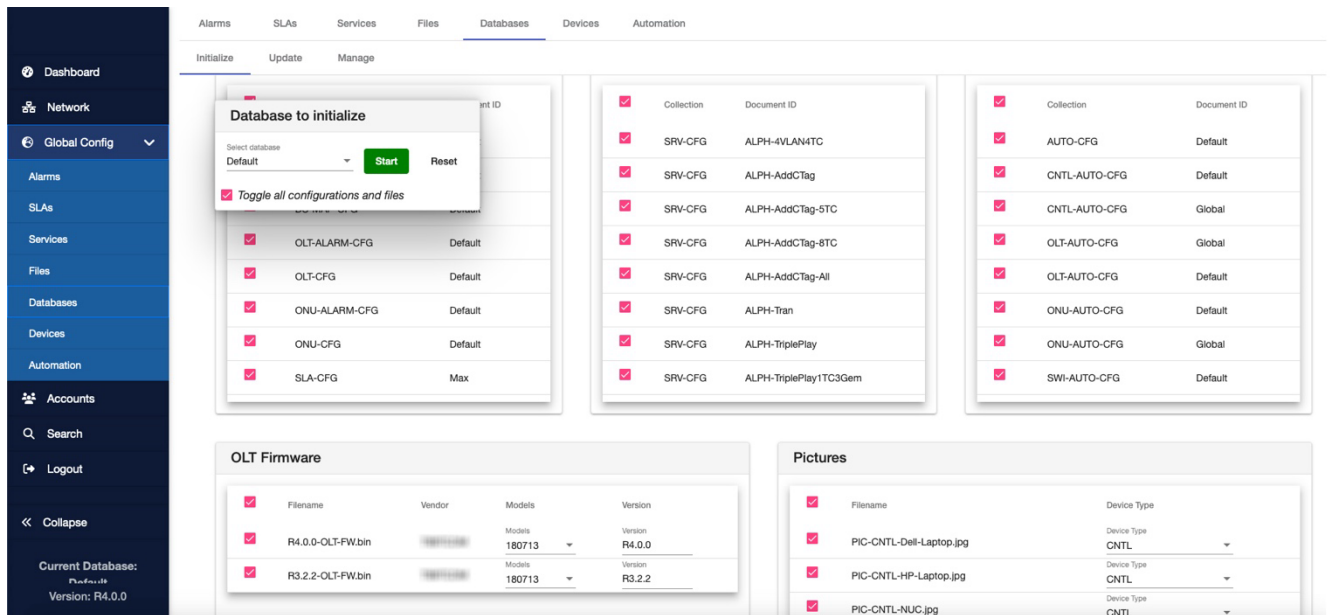 Alarms SLAs Services Files Databases Devices Automation
Initialize Update Manage
Dashboard
Network
Global Config
Alarms
SLAs
Services
Files
Databases
Devices
Automation
Accounts
Search
Logout
Collapse
Current Database:
Default
Version: R4.0.0
Database to initialize
Select database
Default Start Reset
Toggle all configurations and files
ent ID
Default
OLT-ALARM-CFG Default
OLT-CFG Default
ONU-ALARM-CFG Default
ONU-CFG Default
SLA-CFG Max
Collection Document ID
SRV-CFG ALPH-4VLAN4TC
SRV-CFG ALPH-AddCTag
SRV-CFG ALPH-AddCTag-5TC
SRV-CFG ALPH-AddCTag-8TC
SRV-CFG ALPH-AddCTag-All
SRV-CFG ALPH-Tran
SRV-CFG ALPH-TriplePlay
SRV-CFG ALPH-TriplePlay1TC3Gem
Collection Document ID
AUTO-CFG Default
CNTL-AUTO-CFG Default
CNTL-AUTO-CFG Global
OLT-AUTO-CFG Global
OLT-AUTO-CFG Default
ONU-AUTO-CFG Default
ONU-AUTO-CFG Global
SWI-AUTO-CFG Default
OLT Firmware
Filename Vendor Models Version
Models Version
R4.0.0-OLT-FW.bin 180713 R4.0.0
Models Version
R3.2.2-OLT-FW.bin 180713 R3.2.2
Pictures
Filename Device Type
Device Type
PIC-CNTL-Dell-Laptop.jpg CNTL
Device Type
PIC-CNTL-HP-Laptop.jpg CNTL
Device Type
PIC-CNTL-NUC.jpg CNTL